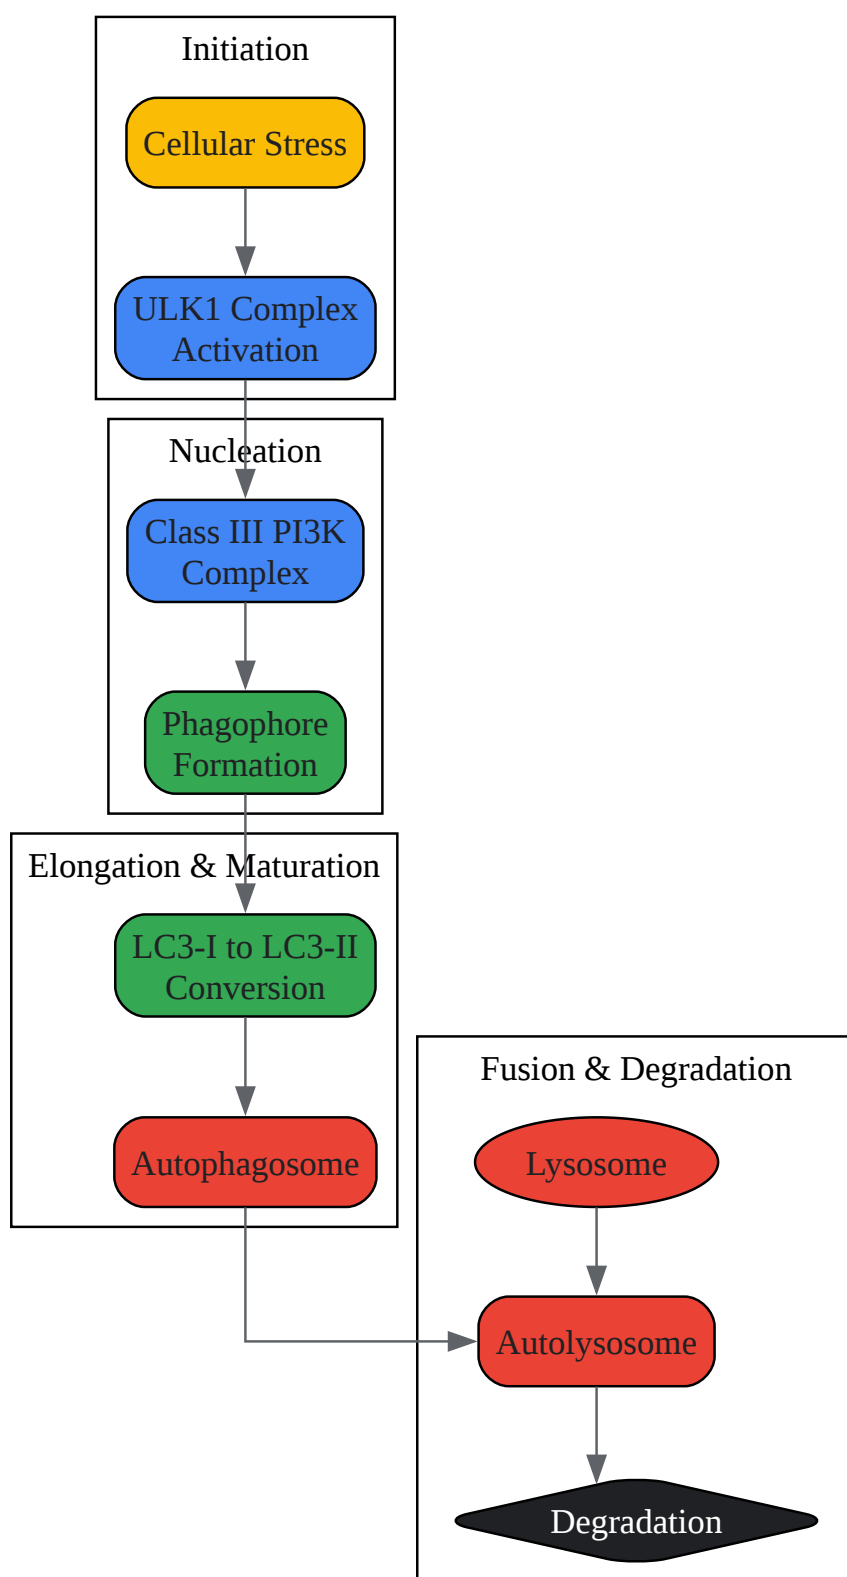 Initiation
Cellular Stress
ULK1 Complex
Activation
Nucleation
Class III PI3K
Complex
Phagophore
Formation
Elongation & Maturation
LC3-I to LC3-II
Conversion
Autophagosome
Fusion & Degradation
Lysosome
Autolysosome
Degradation